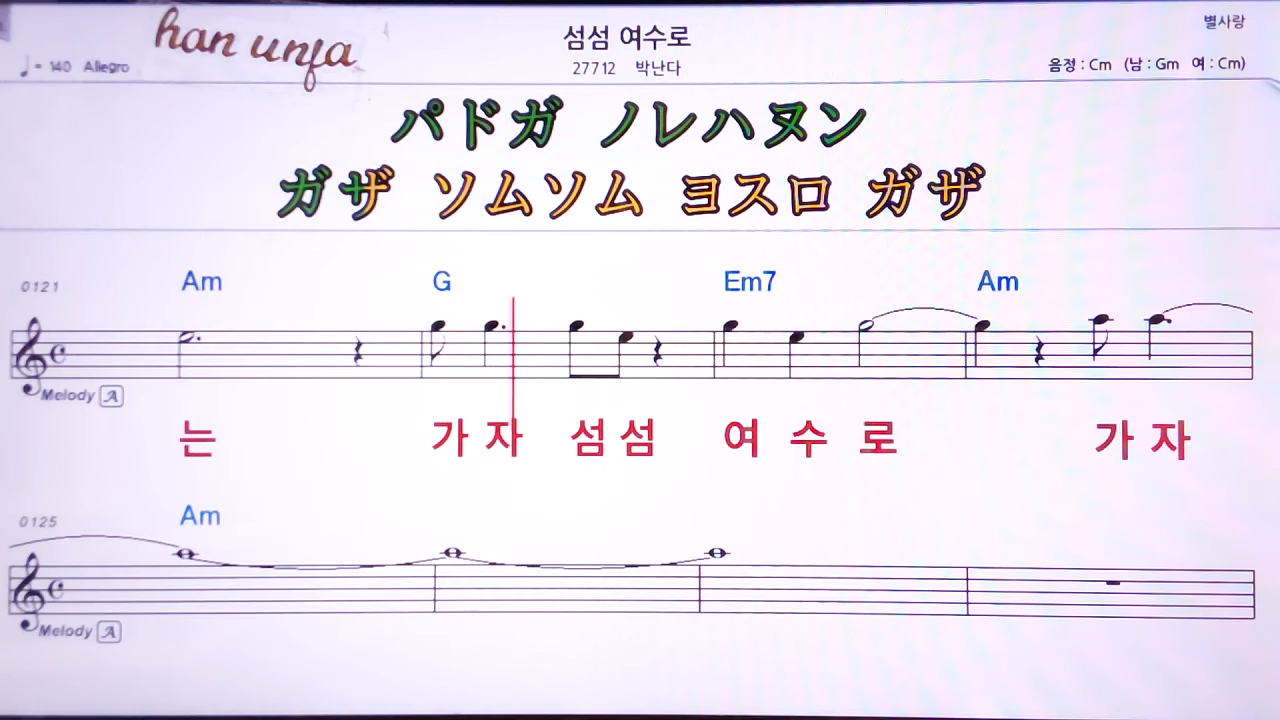 han unfa
섬섬 여수로
별사랑
27712 박난다
♩= 140 Allegro
음정 : Cm (남 : Gm 여 : Cm)
パドガ ノレハヌン
ガザ ソムソム ヨスロ ガザ
0121 Am G Em7 Am
Melody A
는 가 자 섬 섬 여 수 로 가 자
0125 Am
Melody A